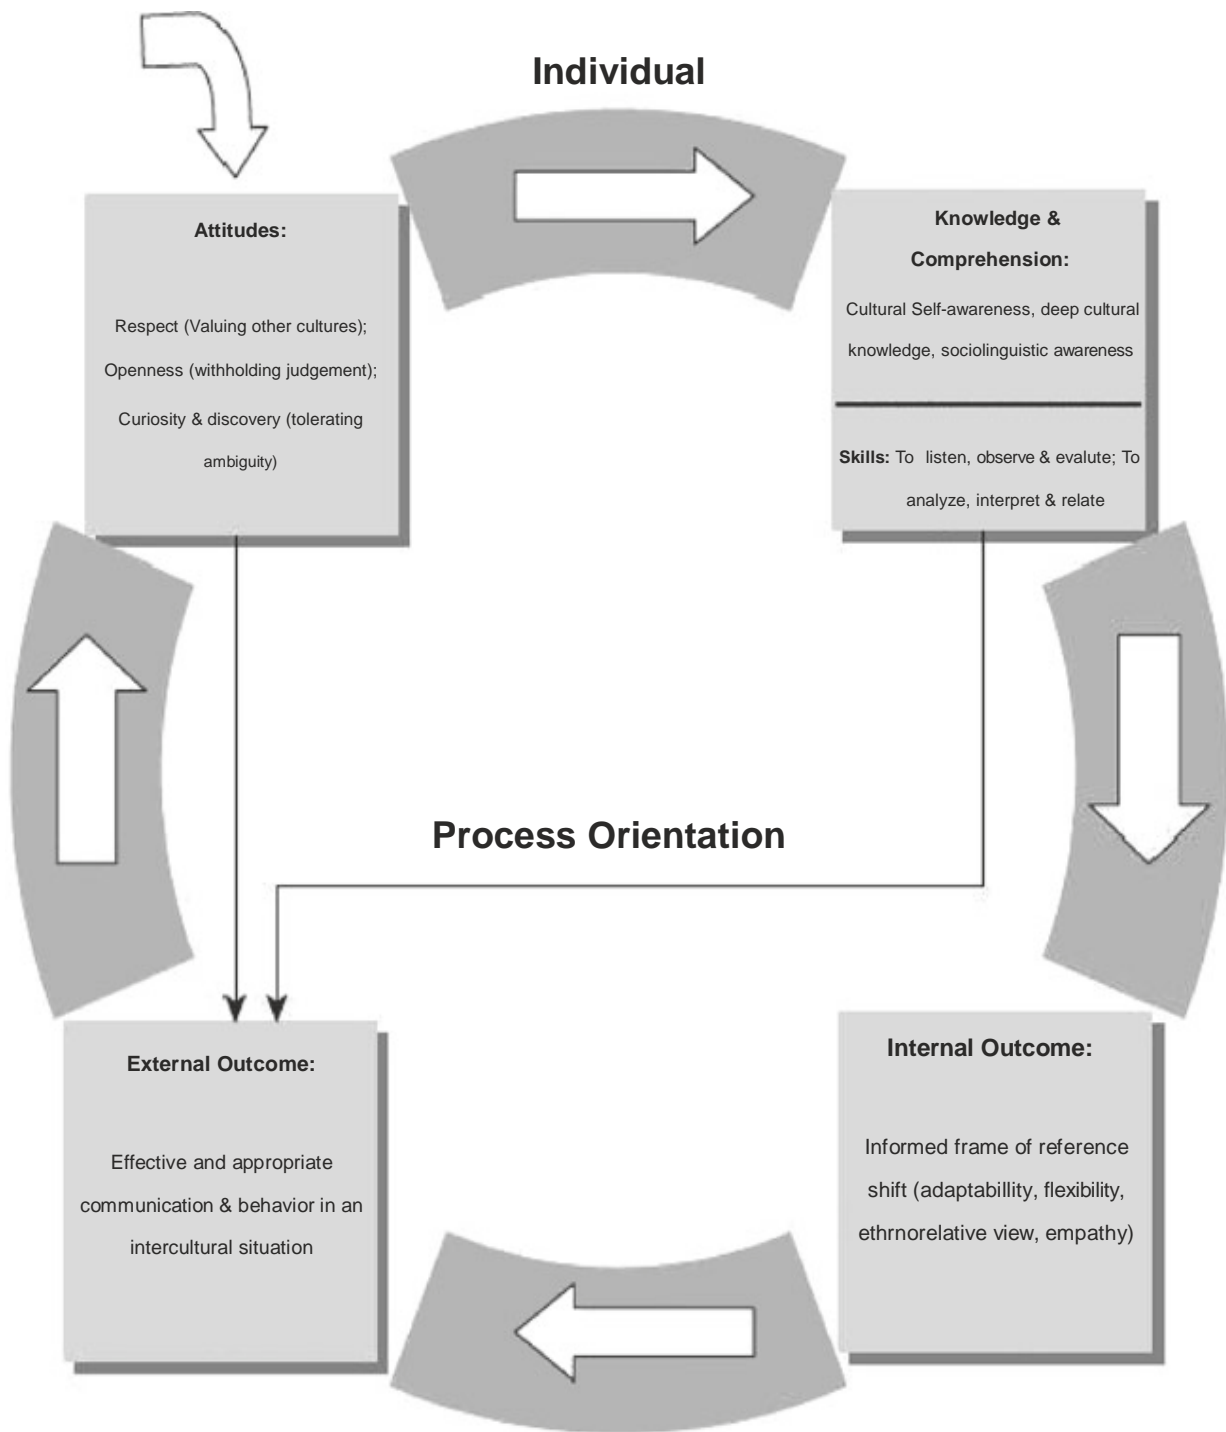 Individual
Attitudes:
Respect (Valuing other cultures);
Openness (withholding judgement);
Curiosity & discovery (tolerating
ambiguity)
Knowledge &
Comprehension:
Cultural Self-awareness, deep cultural
knowledge, sociolinguistic awareness
Skills: To listen, observe & evalute; To
analyze, interpret & relate
Process Orientation
External Outcome:
Effective and appropriate
communication & behavior in an
intercultural situation
Internal Outcome:
Informed frame of reference
shift (adaptabillity, flexibility,
ethrnorelative view, empathy)